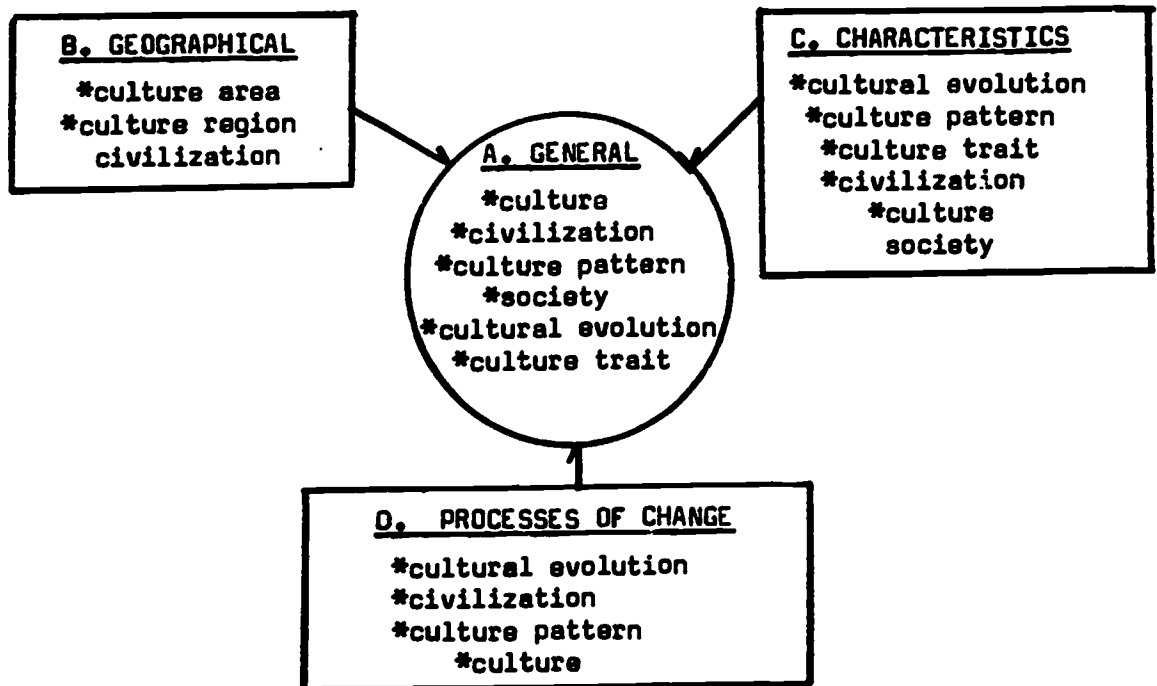 B. GEOGRAPHICAL
*culture area
*culture region
civilization
C. CHARACTERISTICS
*cultural evolution
*culture pattern
*culture trait
*civilization
*culture
society
A. GENERAL
*culture
*civilization
*culture pattern
*society
*cultural evolution
*culture trait
D. PROCESSES OF CHANGE
*cultural evolution
*civilization
*culture pattern
*culture